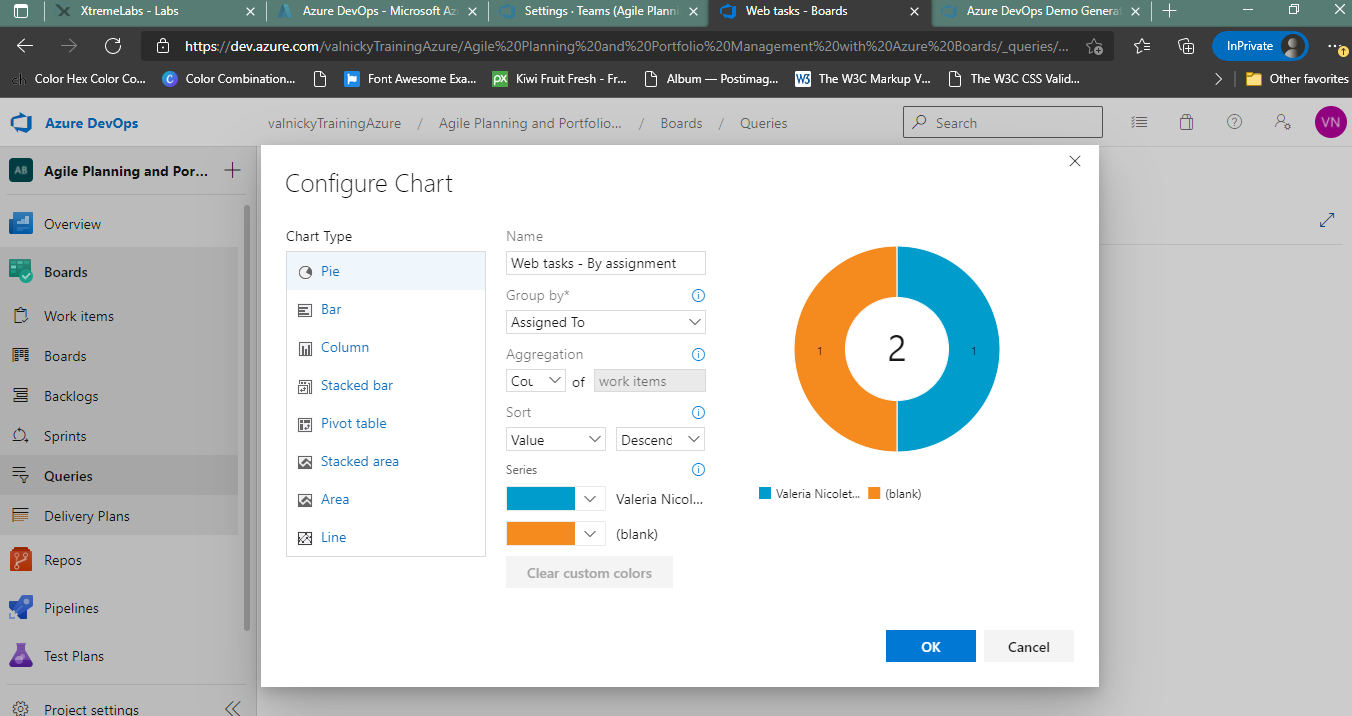 XtremeLabs - Labs
Azure DevOps - Microsoft Az
Settings · Teams (Agile Planni
Web tasks - Boards
Azure DevOps Demo Generat
https://dev.azure.com/valnickyTrainingAzure/Agile%20Planning%20and%20Portfolio%20Management%20with%20Azure%20Boards/_queries/...
InPrivate
ch Color Hex Color Co...
C Color Combination...
Font Awesome Exa...
px Kiwi Fruit Fresh - Fr...
Album — Postimag...
W3 The W3C Markup V...
The W3C CSS Valid...
Other favorites
Azure DevOps
valnickyTrainingAzure / Agile Planning and Portfolio... / Boards / Queries
Search
VN
AB Agile Planning and Por...
Overview
Boards
Work items
Boards
Backlogs
Sprints
Queries
Delivery Plans
Repos
Pipelines
Test Plans
Project settings
Configure Chart
Chart Type
Pie
Bar
Column
Stacked bar
Pivot table
Stacked area
Area
Line
Name
Web tasks - By assignment
Group by*
Assigned To
Aggregation
Cou of work items
Sort
Value Descend
Series
Valeria Nicol...
(blank)
Clear custom colors
1 2 1
Valeria Nicolet... (blank)
OK Cancel